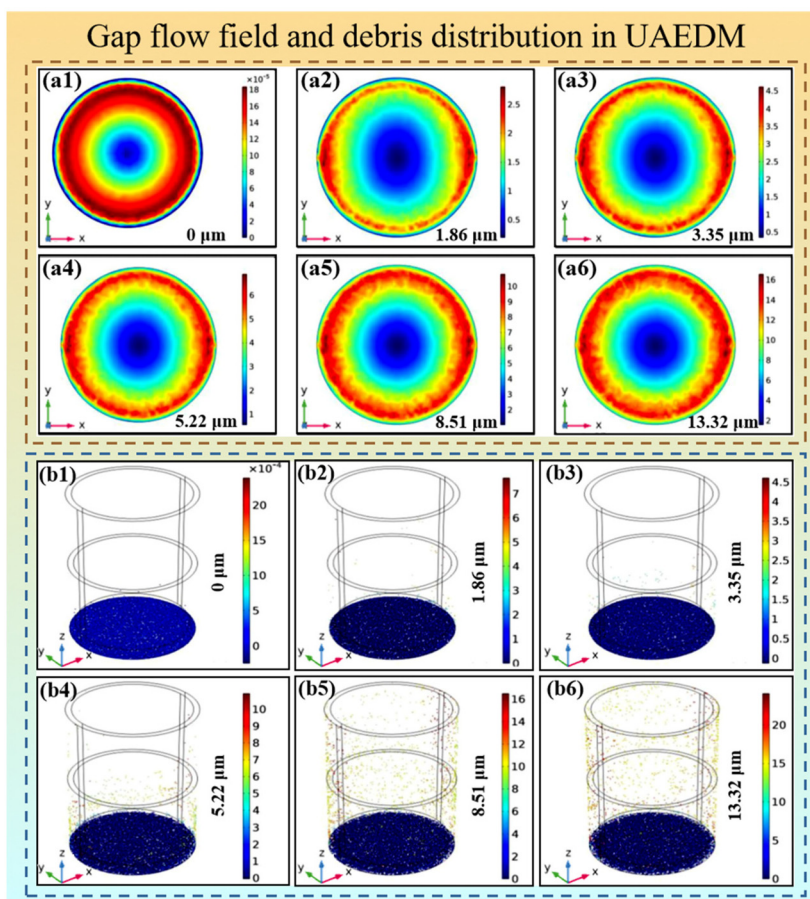 Gap flow field and debris distribution in UAEDM
(a1)
×10⁻⁵
18
16
14
12
10
8
6
4
2
0
y
x
0 μm
(a2)
2.5
2
1.5
1
0.5
y
x
1.86 μm
(a3)
4.5
4
3.5
3
2.5
2
1.5
1
0.5
y
x
3.35 μm
(a4)
6
5
4
3
2
1
y
x
5.22 μm
(a5)
10
9
8
7
6
5
4
3
2
y
x
8.51 μm
(a6)
16
14
12
10
8
6
4
2
y
x
13.32 μm
(b1)
×10⁻⁴
20
15
10
5
0
0 μm
y
z
x
(b2)
7
6
5
4
3
2
1
0
1.86 μm
y
z
x
(b3)
4.5
4
3.5
3
2.5
2
1.5
1
0.5
0
3.35 μm
y
z
x
(b4)
10
9
8
7
6
5
4
3
2
1
0
5.22 μm
y
z
x
(b5)
16
14
12
10
8
6
4
2
0
8.51 μm
y
z
x
(b6)
20
15
10
5
0
13.32 μm
y
z
x